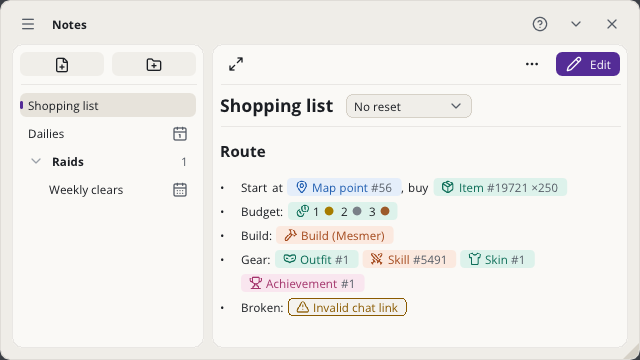 Notes
Edit
Shopping list
Dailies
Raids 1
Weekly clears
Shopping list No reset
Route
• Start at Map point #56 , buy Item #19721 ×250
• Budget: 1 2 3
• Build: Build (Mesmer)
• Gear: Outfit #1 Skill #5491 Skin #1
Achievement #1
• Broken: Invalid chat link